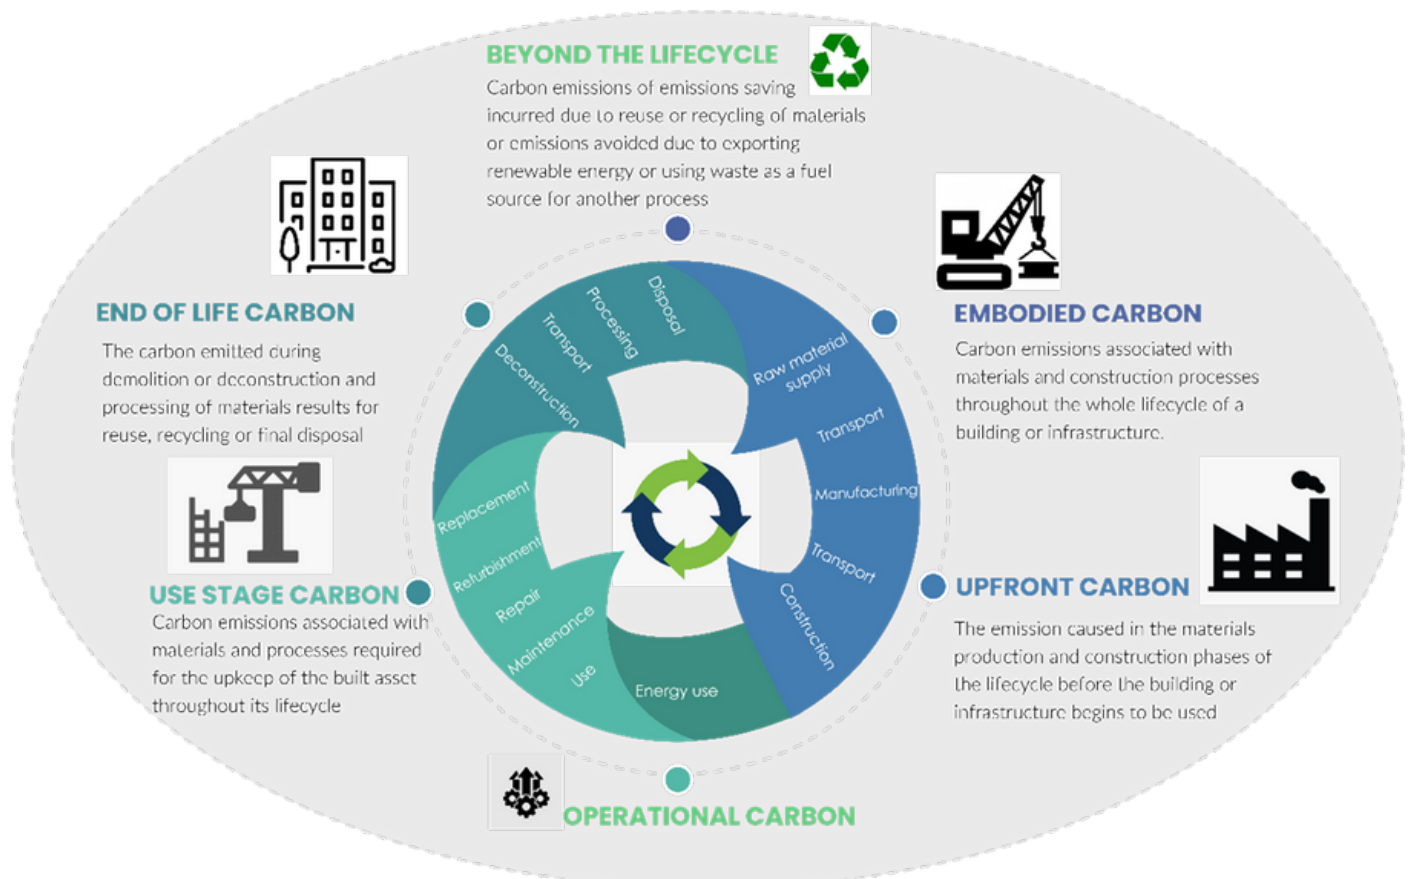 BEYOND THE LIFECYCLE
Carbon emissions of emissions saving
incurred due to reuse or recycling of materials
or emissions avoided due to exporting
renewable energy or using waste as a fuel
source for another process
EMBODIED CARBON
Carbon emissions associated with
materials and construction processes
throughout the whole lifecycle of a
building or infrastructure.
UPFRONT CARBON
The emission caused in the materials
production and construction phases of
the lifecycle before the building or
infrastructure begins to be used
OPERATIONAL CARBON
USE STAGE CARBON
Carbon emissions associated with
materials and processes required
for the upkeep of the built asset
throughout its lifecycle
END OF LIFE CARBON
The carbon emitted during
demolition or deconstruction and
processing of materials results for
reuse, recycling or final disposal
Raw material
supply
Transport
Manufacturing
Transport
Construction
Energy use
Use
Maintenance
Repair
Refurbishment
Replacement
Deconstruction
Transport
Processing
Disposal